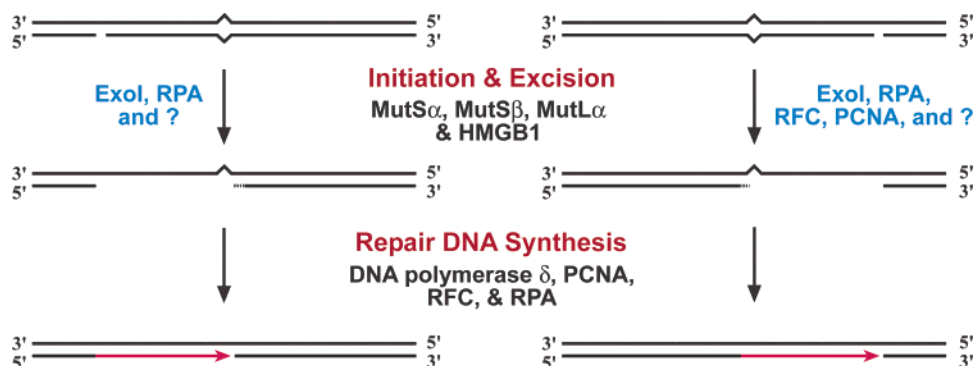 3' 5' 3' 5'
5' 3' 5' 3'
Initiation & Excision
ExoI, RPA
and ?
MutSα, MutSβ, MutLα
& HMGB1
ExoI, RPA,
RFC, PCNA, and ?
3' 5' 3' 5'
5' 3' 5' 3'
Repair DNA Synthesis
DNA polymerase δ, PCNA,
RFC, & RPA
3' 5' 3' 5'
5' 3' 5' 3'